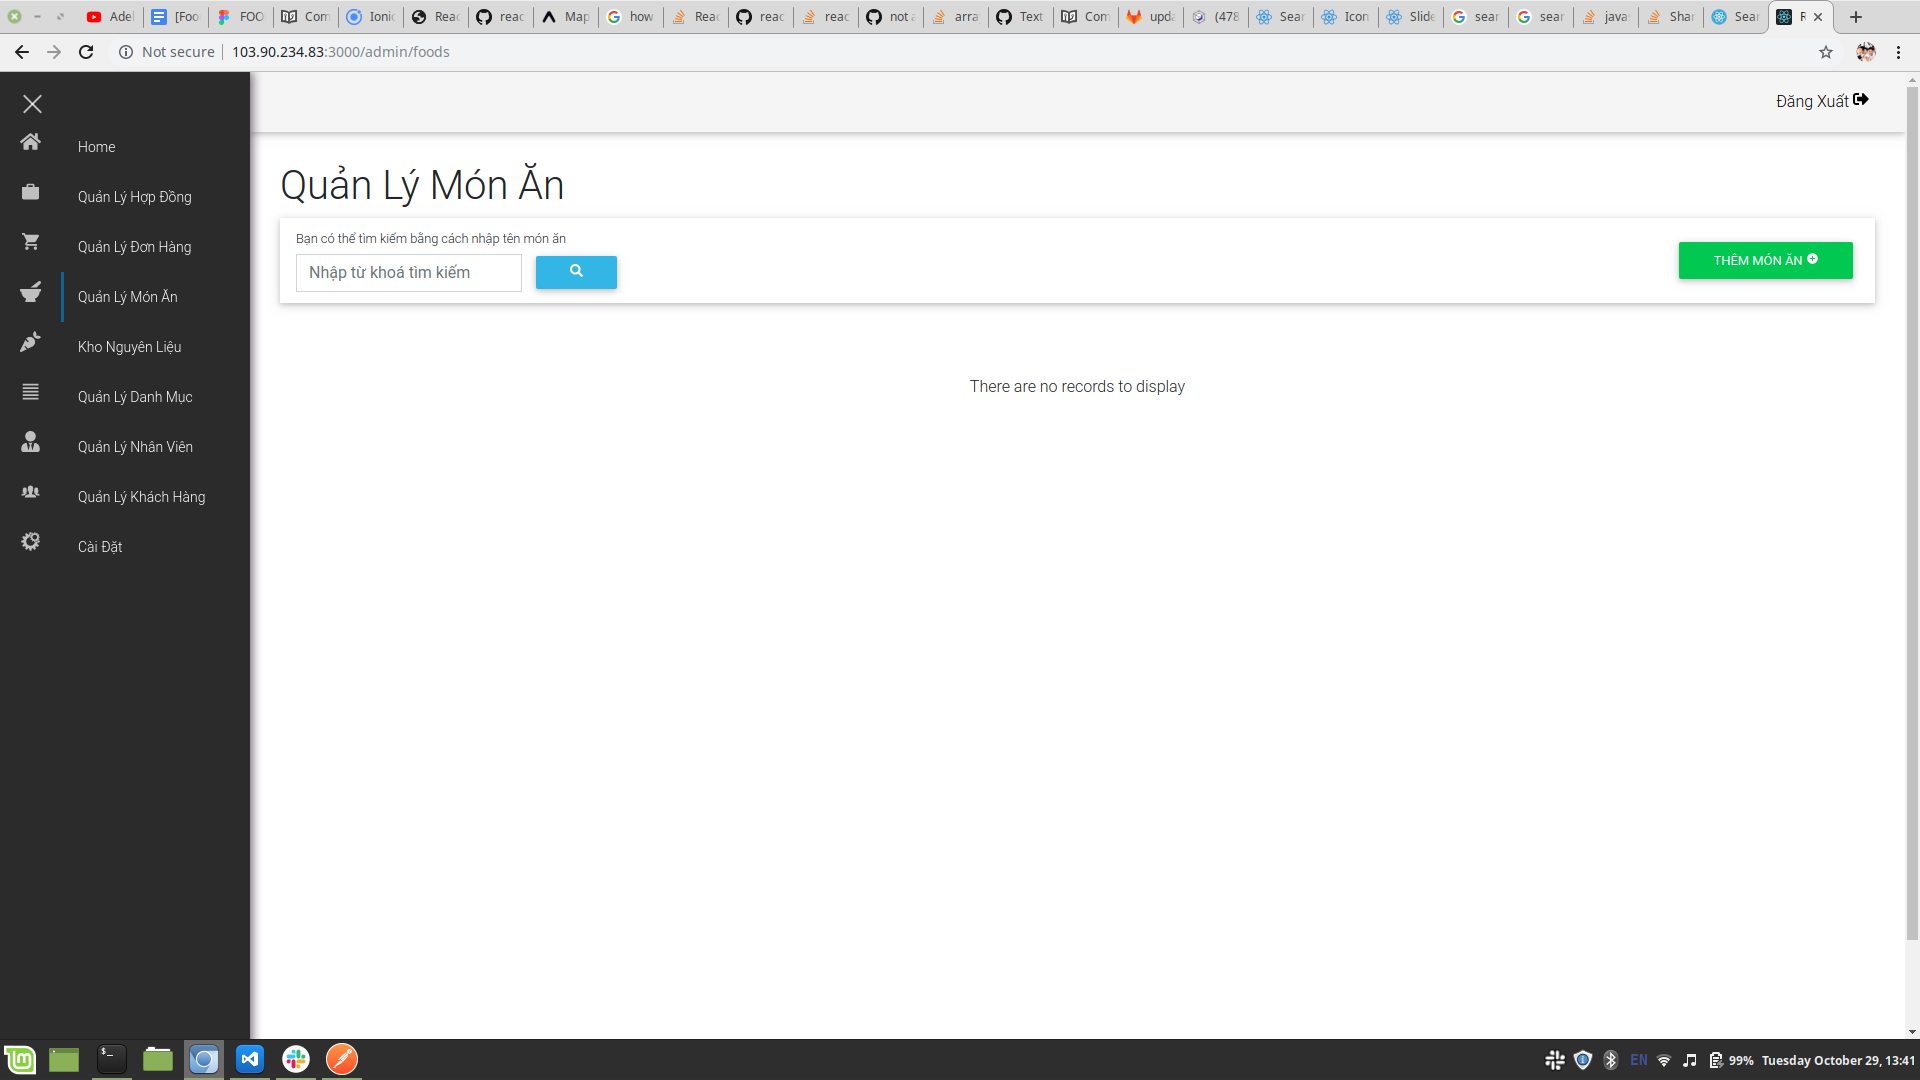 Adel
[Foo
FOO
Com
Ionic
Reac
reac
Map
how
Reac
reac
reac
not a
arra
Text
Com
upda
(478
Sear
Icon
Slide
sear
sear
javas
Shar
Sear
R
Not secure
103.90.234.83:3000/admin/foods
Đăng Xuất
Home
Quản Lý Hợp Đồng
Quản Lý Đơn Hàng
Quản Lý Món Ăn
Kho Nguyên Liệu
Quản Lý Danh Mục
Quản Lý Nhân Viên
Quản Lý Khách Hàng
Cài Đặt
Quản Lý Món Ăn
Bạn có thể tìm kiếm bằng cách nhập tên món ăn
Nhập từ khoá tìm kiếm
THÊM MÓN ĂN
There are no records to display
EN
99%
Tuesday October 29, 13:41